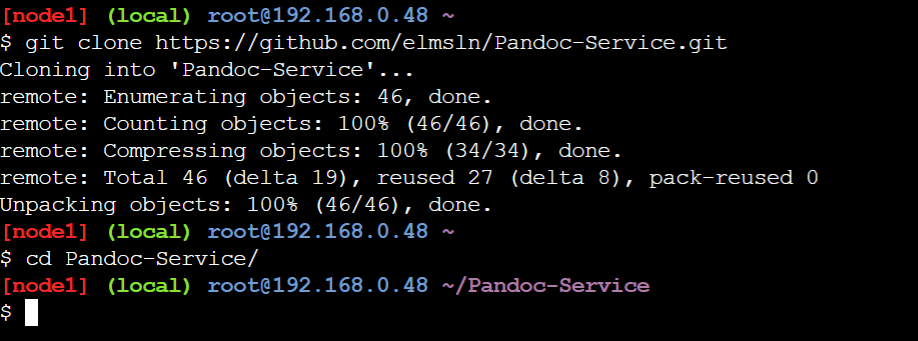 [node1] (local) root@192.168.0.48 ~
$ git clone https://github.com/elmsln/Pandoc-Service.git
Cloning into 'Pandoc-Service'...
remote: Enumerating objects: 46, done.
remote: Counting objects: 100% (46/46), done.
remote: Compressing objects: 100% (34/34), done.
remote: Total 46 (delta 19), reused 27 (delta 8), pack-reused 0
Unpacking objects: 100% (46/46), done.
[node1] (local) root@192.168.0.48 ~
$ cd Pandoc-Service/
[node1] (local) root@192.168.0.48 ~/Pandoc-Service
$